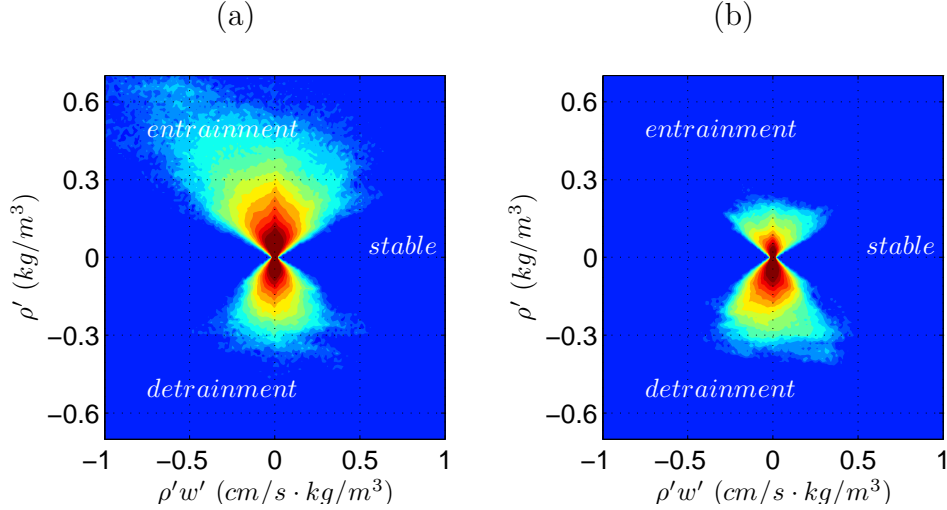 (a)
(b)
ρ′ (kg/m³)
0.6
0.3
0
−0.3
−0.6
entrainment
stable
detrainment
−1
−0.5
0
0.5
1
ρ′w′ (cm/s · kg/m³)
ρ′ (kg/m³)
0.6
0.3
0
−0.3
−0.6
entrainment
stable
detrainment
−1
−0.5
0
0.5
1
ρ′w′ (cm/s · kg/m³)